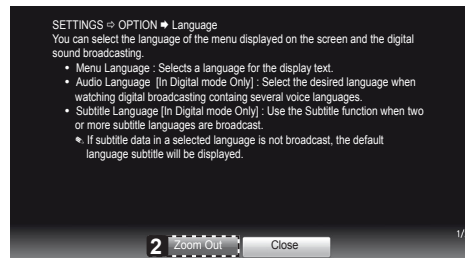 SETTINGS ⇨ OPTION ➡ Language
You can select the language of the menu displayed on the screen and the digital
sound broadcasting.
• Menu Language : Selects a language for the display text.
• Audio Language [In Digital mode Only] : Select the desired language when
watching digital broadcasting containg several voice languages.
• Subtitle Language [In Digital mode Only] : Use the Subtitle function when two
or more subtitle languages are broadcast.
✎ If subtitle data in a selected language is not broadcast, the default
language subtitle will be displayed.
1/
2 Zoom Out Close